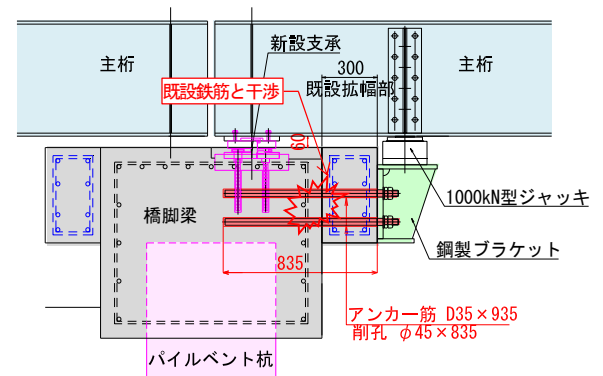 新設支承
主桁
主桁
300
既設拡幅部
既設鉄筋と干渉
60
1000kN型ジャッキ
橋脚梁
鋼製ブラケット
835
アンカー筋 D35×935
削孔 φ45×835
パイルベント杭